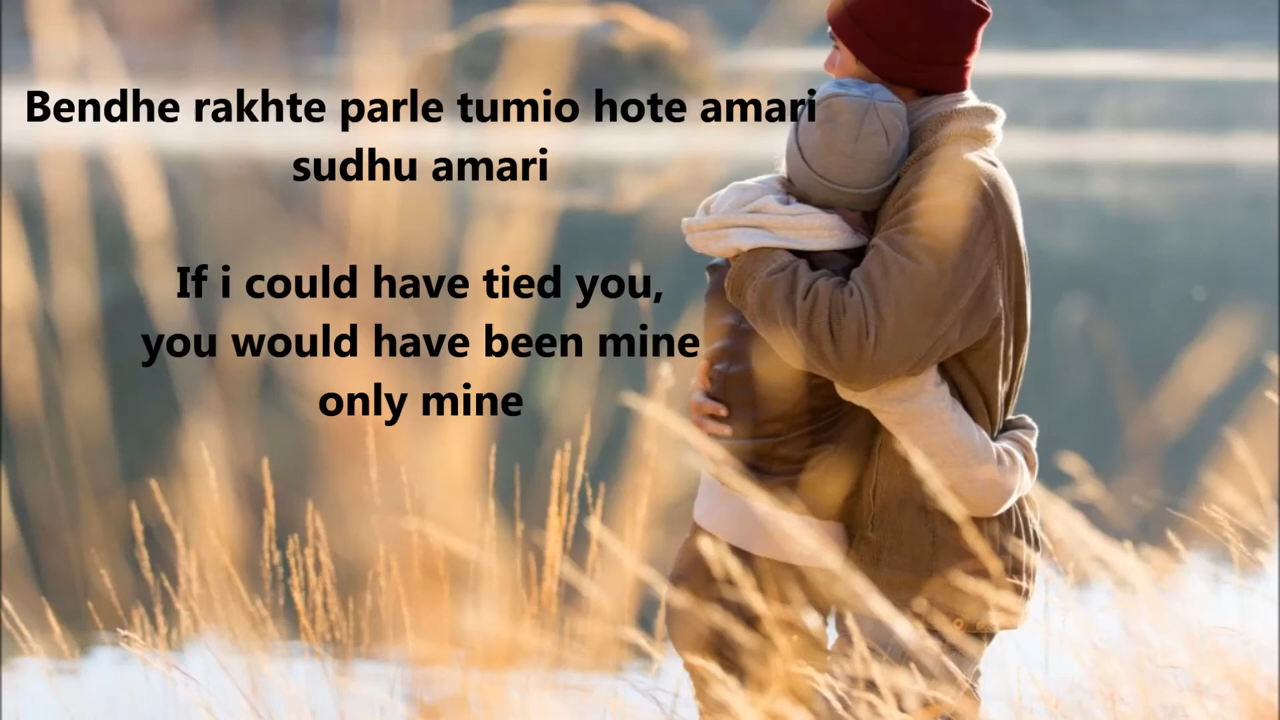 Bendhe rakhte parle tumio hote amari
sudhu amari
If i could have tied you,
you would have been mine
only mine